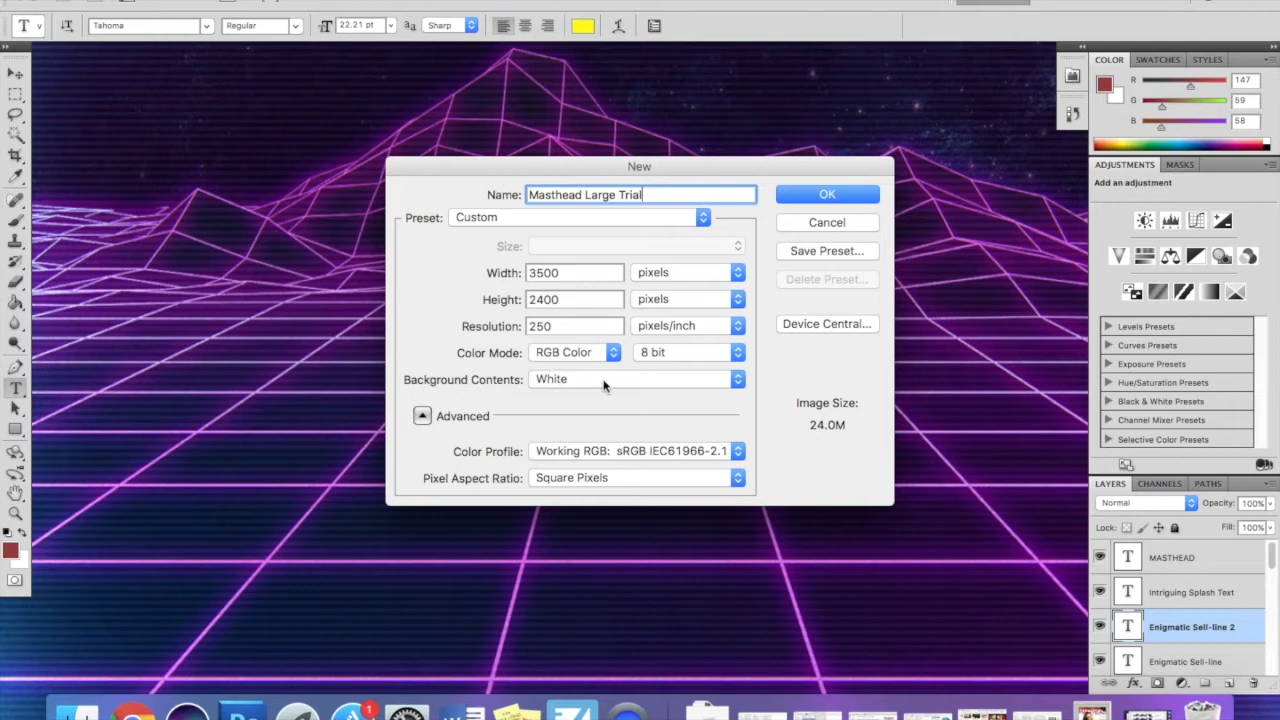 T
Tahoma
Regular
T
22.21 pt
aa
Sharp
New
Name: Masthead Large Trial
OK
Preset: Custom
Cancel
Size:
Save Preset...
Width: 3500 pixels
Delete Preset...
Height: 2400 pixels
Resolution: 250 pixels/inch
Device Central...
Color Mode: RGB Color 8 bit
Background Contents: White
Image Size:
24.0M
Advanced
Color Profile: Working RGB: sRGB IEC61966-2.1
Pixel Aspect Ratio: Square Pixels
COLOR SWATCHES STYLES
R 147
G 59
B 58
ADJUSTMENTS MASKS
Add an adjustment
Levels Presets
Curves Presets
Exposure Presets
Hue/Saturation Presets
Black & White Presets
Channel Mixer Presets
Selective Color Presets
LAYERS CHANNELS PATHS
Normal Opacity: 100%
Lock: Fill: 100%
T MASTHEAD
T Intriguing Splash Text
T Enigmatic Sell-line 2
T Enigmatic Sell-line
fx
1